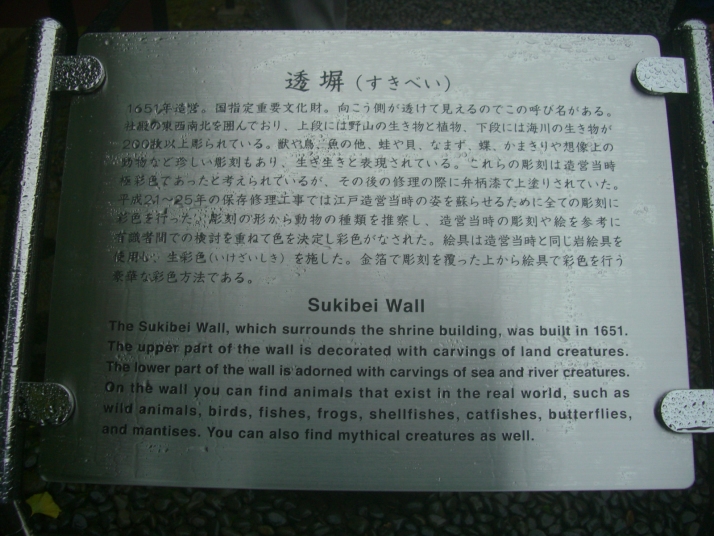 透塀(すきべい)
1651年造営。国指定重要文化財。向こう側が透けて見えるのでこの呼び名がある。
社殿の東西南北を囲んでおり、上段には野山の生き物と植物、下段には海川の生き物が
200種以上彫られている。獣や鳥、魚の他、蛙や貝、なまず、蝶、かまきりや想像上の
動物など珍しい彫刻もあり、生き生きと表現されている。これらの彫刻は造営当時
極彩色であったと考えられているが、その後の修理の際に弁柄漆で上塗りされていた。
平成21~25年の保存修理工事では江戸造営当時の姿を蘇らせるために全ての彫刻に
彩色を行った。彫刻の形から動物の種類を推察し、造営当時の彫刻や絵を参考に
有識者間での検討を重ねて色を決定し彩色がなされた。絵具は造営当時と同じ岩絵具を
使用し、生彩色(いけざいしき)を施した。金箔で彫刻を覆った上から絵具で彩色を行う
豪華な彩色方法である。
Sukibei Wall
The Sukibei Wall, which surrounds the shrine building, was built in 1651.
The upper part of the wall is decorated with carvings of land creatures.
The lower part of the wall is adorned with carvings of sea and river creatures.
On the wall you can find animals that exist in the real world, such as
wild animals, birds, fishes, frogs, shellfishes, catfishes, butterflies,
and mantises. You can also find mythical creatures as well.